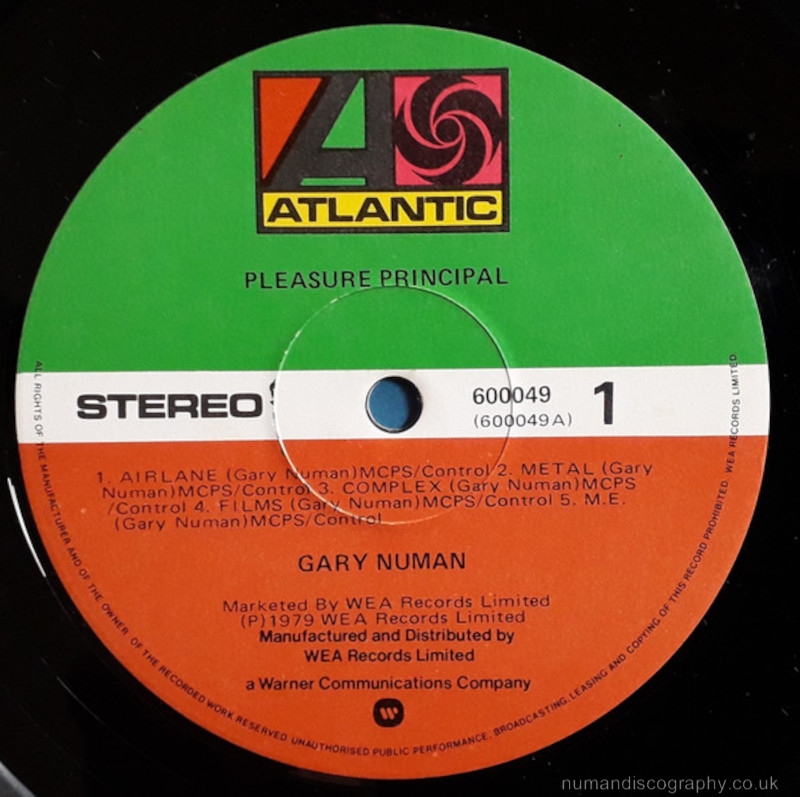 ATLANTIC
PLEASURE PRINCIPAL
STEREO
600049
(600049A)
1
1. AIRLANE (Gary Numan)MCPS/Control 2. METAL (Gary
Numan)MCPS/Control 3. COMPLEX (Gary Numan)MCPS
/Control 4. FILMS (Gary Numan)MCPS/Control 5. M.E.
(Gary Numan)MCPS/Control
GARY NUMAN
Marketed By WEA Records Limited
(P)1979 WEA Records Limited
Manufactured and Distributed by
WEA Records Limited
a Warner Communications Company
ALL RIGHTS OF THE MANUFACTURER AND OF THE OWNER OF THE RECORDED WORK RESERVED. UNAUTHORISED PUBLIC PERFORMANCE, BROADCASTING, LEASING AND COPYING OF THIS RECORD PROHIBITED. WEA RECORDS LIMITED
numandiscography.co.uk